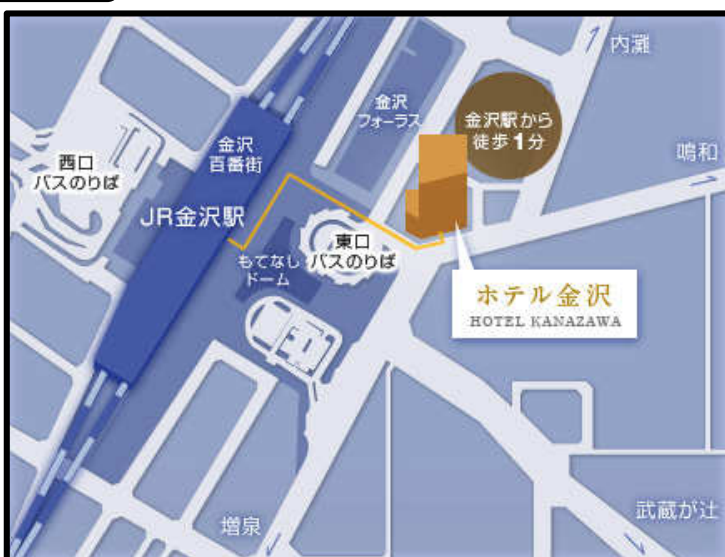 内灘
金沢
フォーラス
金沢駅から
徒歩1分
鳴和
金沢
百番街
西口
バスのりば
JR金沢駅
東口
バスのりば
もてなし
ドーム
ホテル金沢
HOTEL KANAZAWA
増泉
武蔵が辻